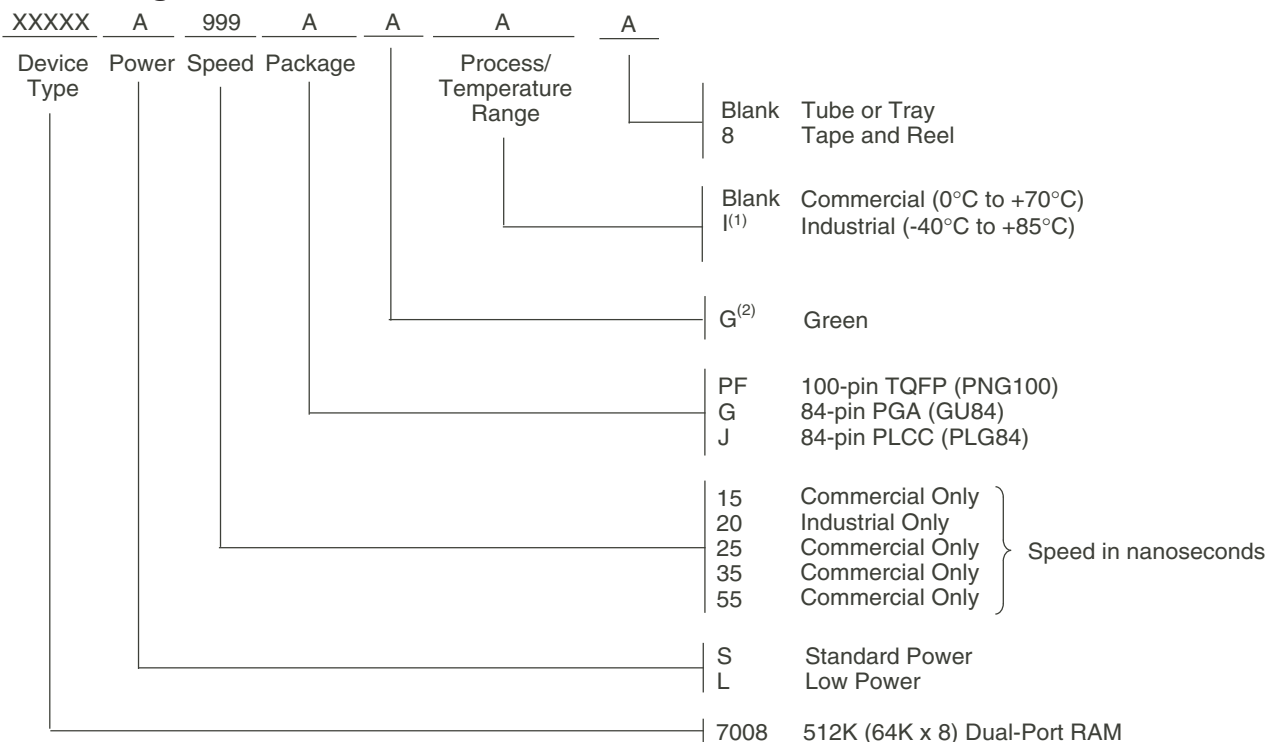 XXXXX A 999 A A A A
Device Type Power Speed Package Process/ Temperature Range
Blank Tube or Tray
8 Tape and Reel
Blank Commercial (0°C to +70°C)
I(1) Industrial (-40°C to +85°C)
G(2) Green
PF 100-pin TQFP (PNG100)
G 84-pin PGA (GU84)
J 84-pin PLCC (PLG84)
15 Commercial Only
20 Industrial Only
25 Commercial Only Speed in nanoseconds
35 Commercial Only
55 Commercial Only
S Standard Power
L Low Power
7008 512K (64K x 8) Dual-Port RAM